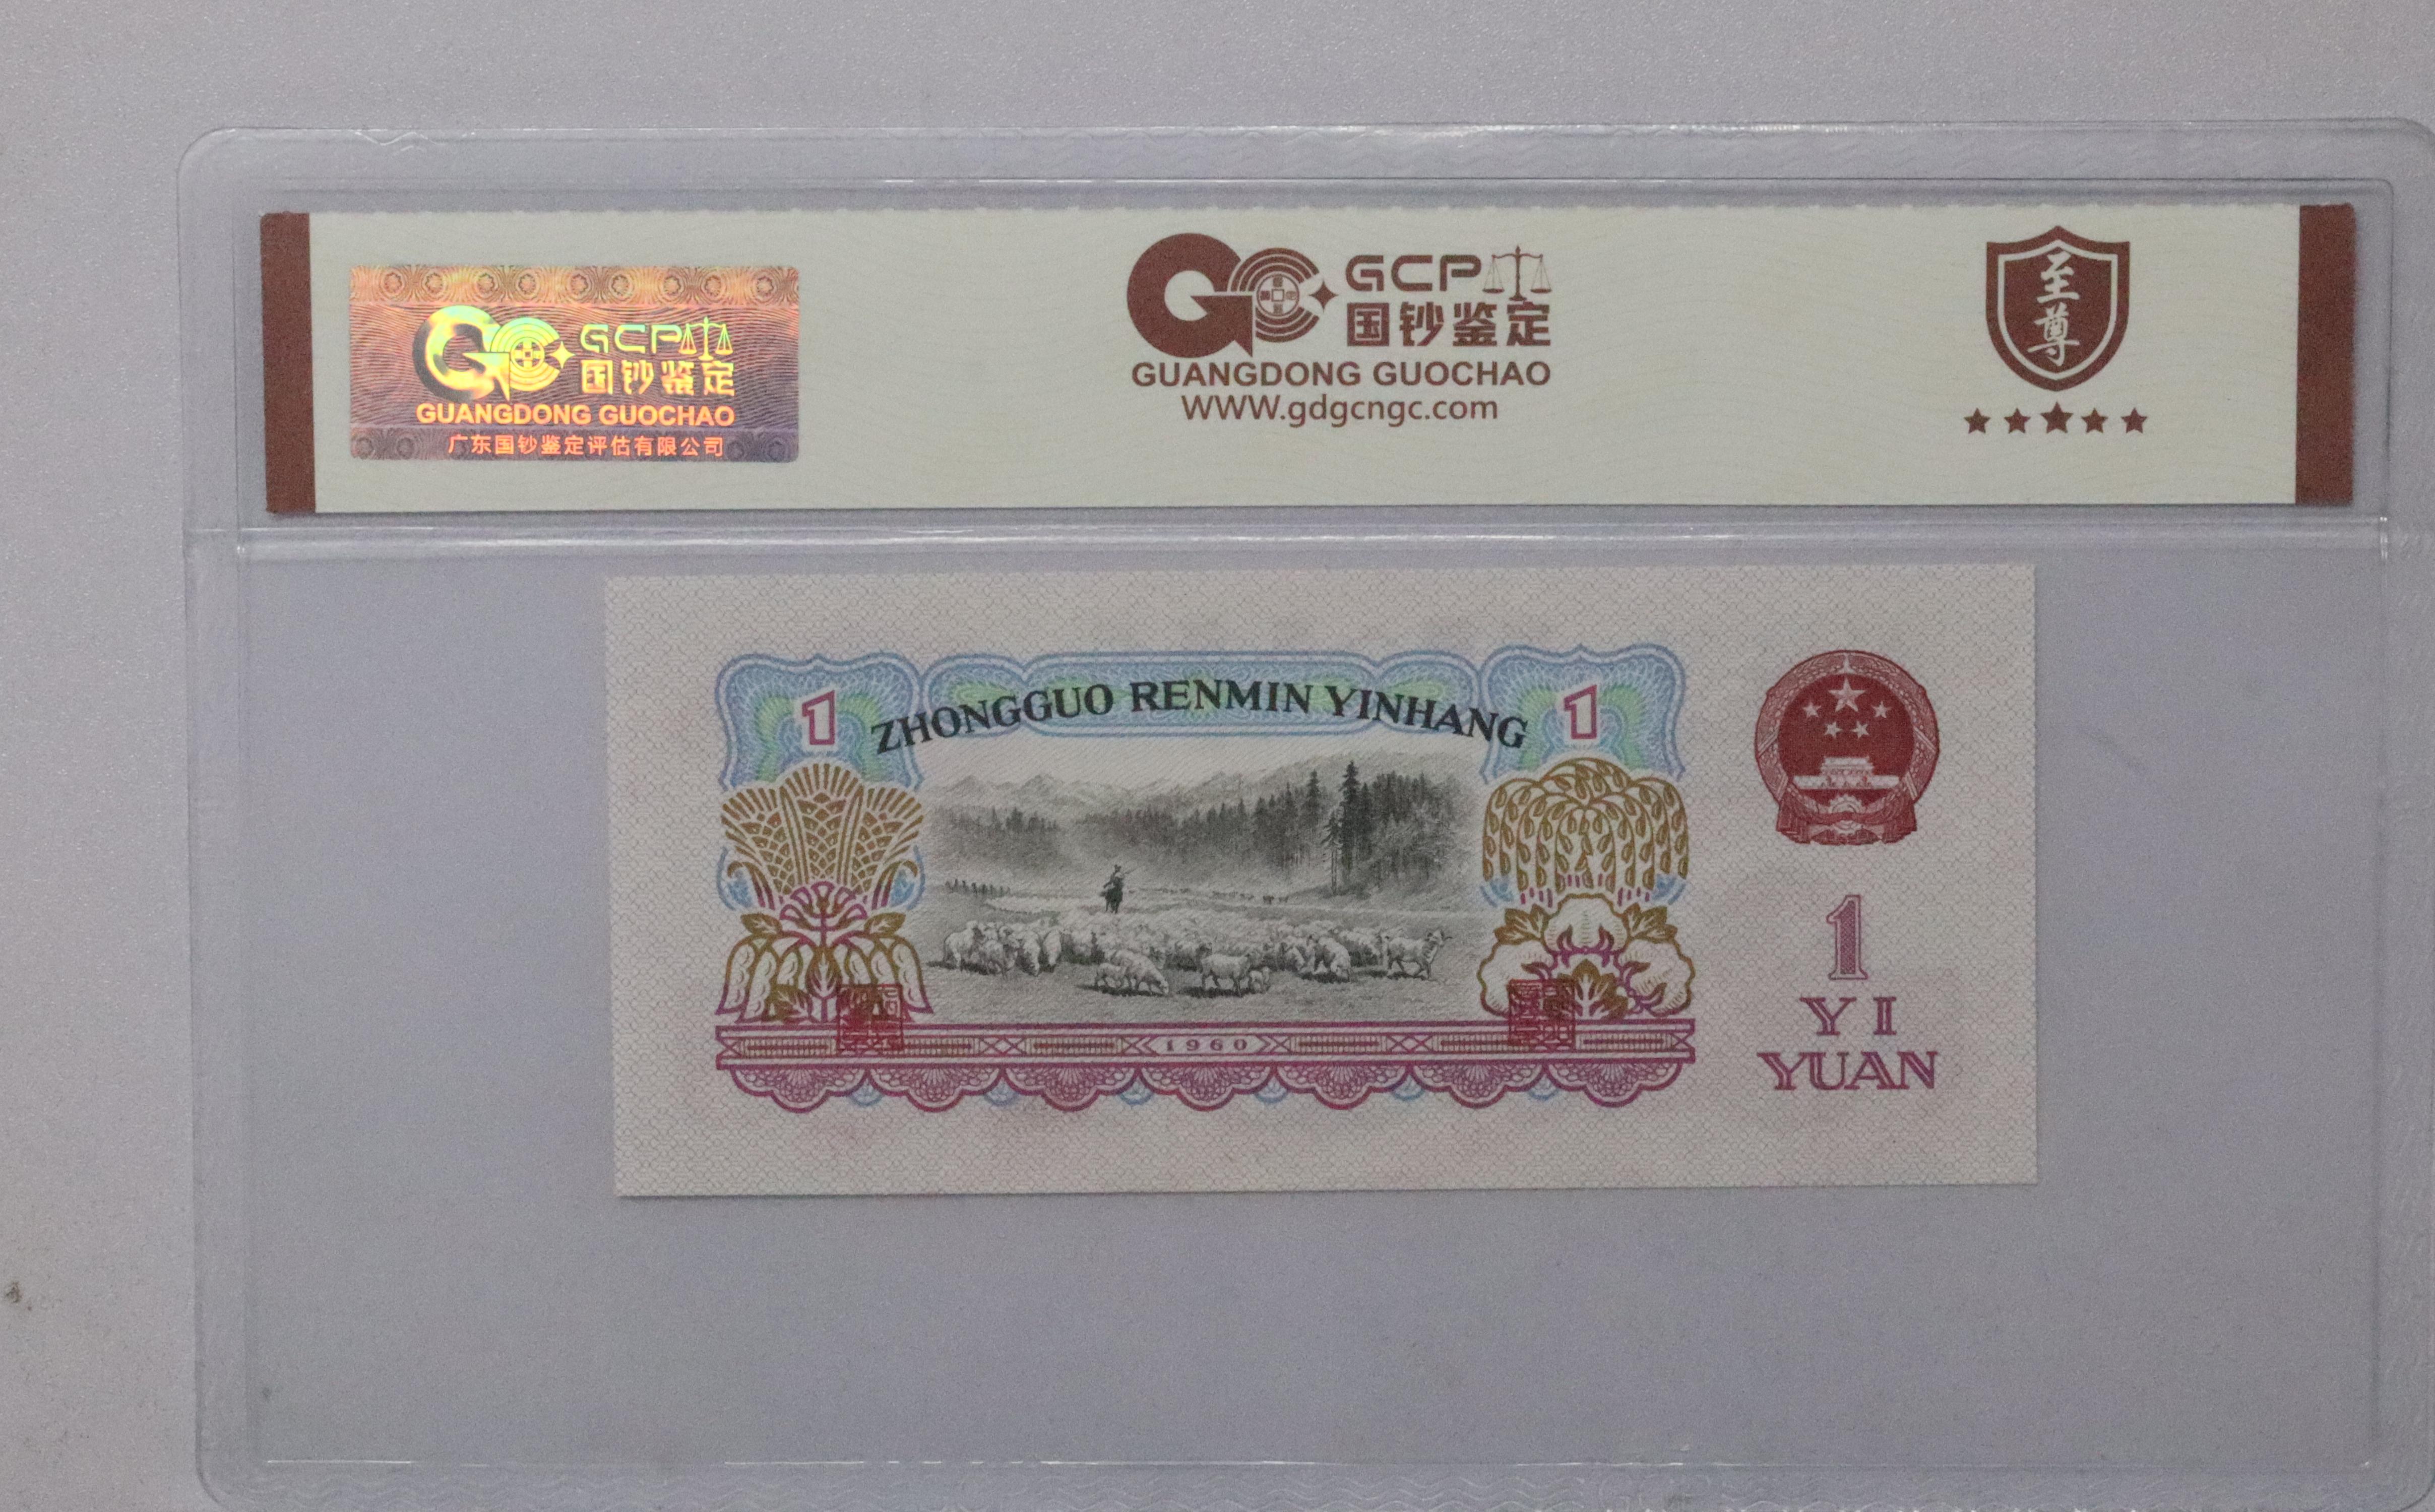 GCP
国钞鉴定
GUANGDONG GUOCHAO
广东国钞鉴定评估有限公司
GCP
国钞鉴定
GUANGDONG GUOCHAO
WWW.gdgcngc.com
至
尊
1
ZHONGGUO RENMIN YINHANG
1
1
YI
YUAN
1960